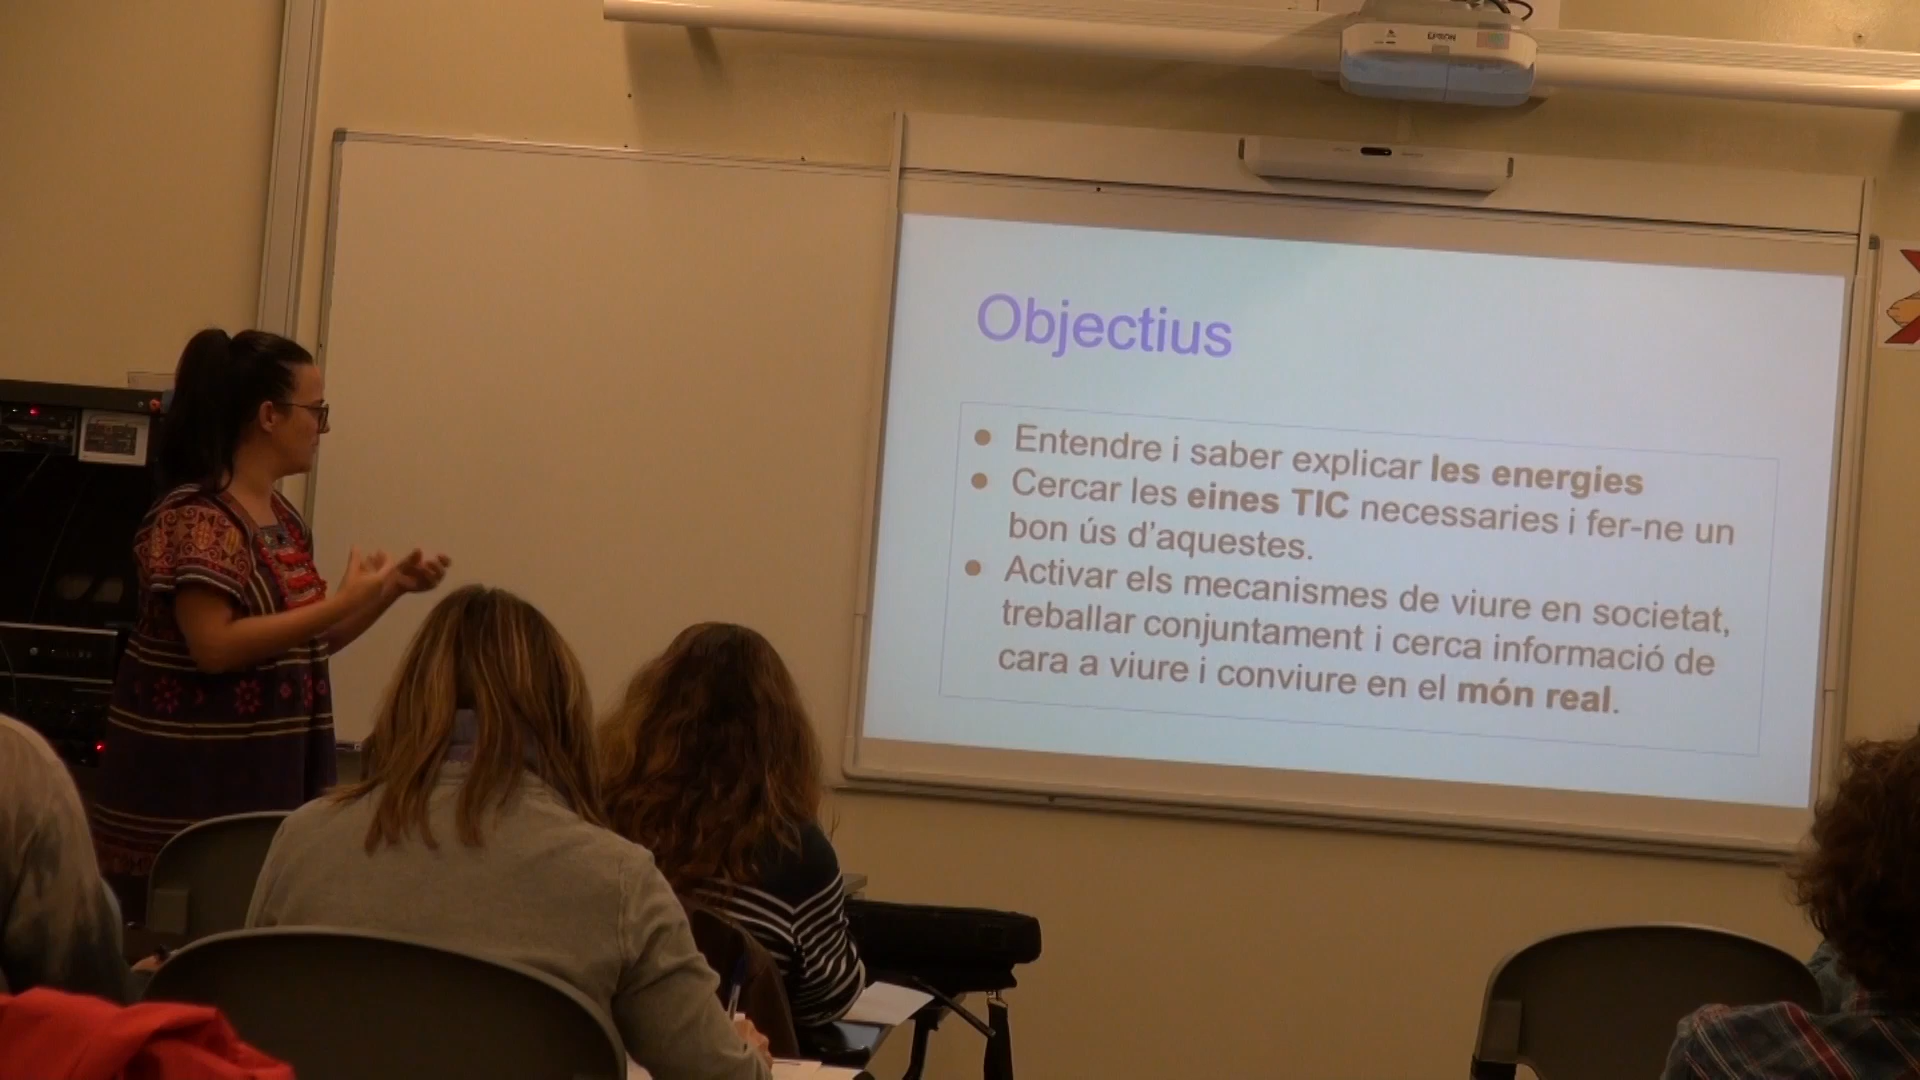 EPSON
Objectius
● Entendre i saber explicar les energies
● Cercar les eines TIC necessaries i fer-ne un
bon ús d'aquestes.
● Activar els mecanismes de viure en societat,
treballar conjuntament i cerca informació de
cara a viure i conviure en el món real.